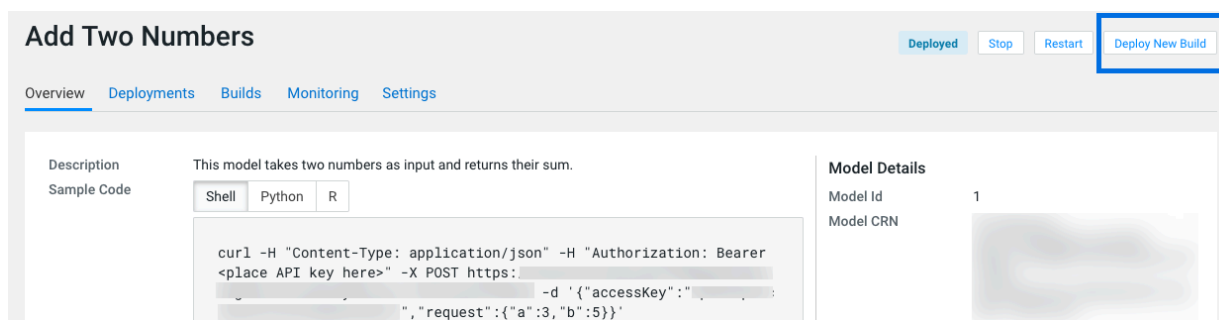 Add Two Numbers
Deployed Stop Restart Deploy New Build
Overview Deployments Builds Monitoring Settings
Description This model takes two numbers as input and returns their sum.
Sample Code
Shell Python R
curl -H "Content-Type: application/json" -H "Authorization: Bearer
<place API key here>" -X POST https:
-d '{"accessKey":"
","request":{"a":3,"b":5}}'
Model Details
Model Id 1
Model CRN